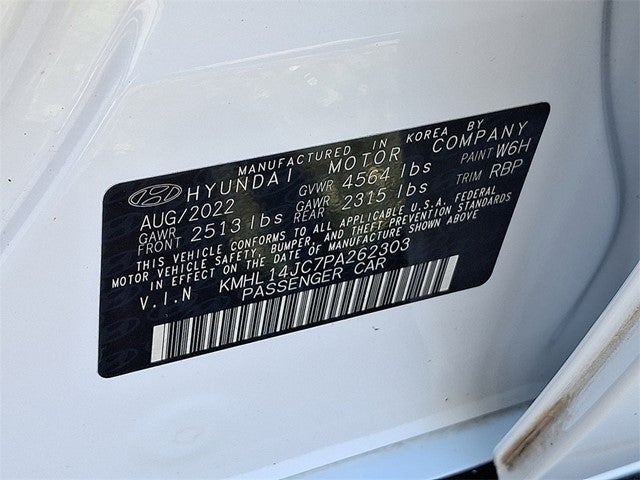 MANUFACTURED IN KOREA BY
HYUNDAI MOTOR COMPANY
AUG/2022 GVWR 4564 lbs PAINT W6H
GAWR FRONT 2513 lbs GAWR REAR 2315 lbs TRIM RBP
THIS VEHICLE CONFORMS TO ALL APPLICABLE U.S.A. FEDERAL
MOTOR VEHICLE SAFETY, BUMPER, AND THEFT PREVENTION STANDARDS
IN EFFECT ON THE DATE OF MANUFACTURE SHOWN ABOVE
V.I.N KMHL14JC7PA262303
PASSENGER CAR